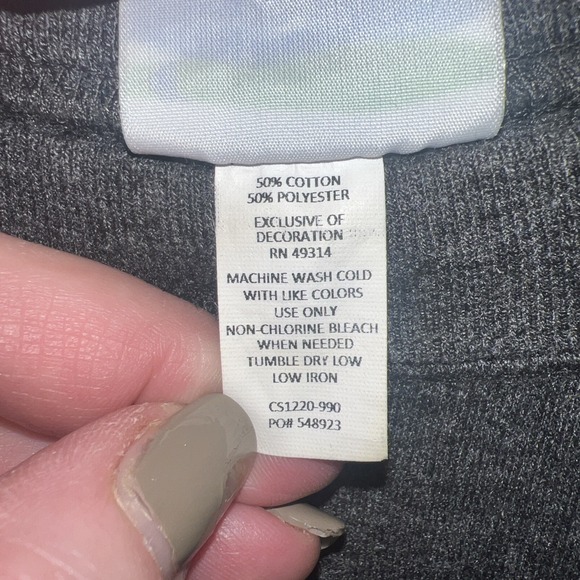 50% COTTON
50% POLYESTER
EXCLUSIVE OF
DECORATION
RN 49314
MACHINE WASH COLD
WITH LIKE COLORS
USE ONLY
NON-CHLORINE BLEACH
WHEN NEEDED
TUMBLE DRY LOW
LOW IRON
CS1220-990
PO# 548923